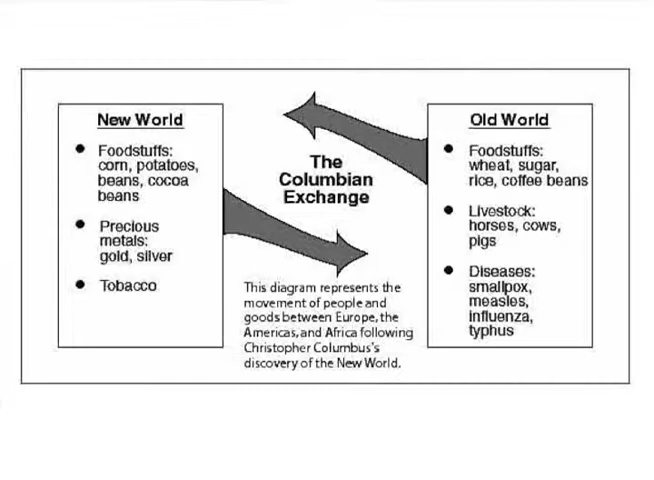 New World
Foodstuffs:
corn, potatoes,
beans, cocoa
beans
Precious
metals:
gold, silver
Tobacco
The
Columbian
Exchange
This diagram represents the
movement of people and
goods between Europe, the
Americas, and Africa following
Christopher Columbus's
discovery of the New World.
Old World
Foodstuffs:
wheat, sugar,
rice, coffee beans
Livestock:
horses, cows,
pigs
Diseases:
smallpox,
measles,
influenza,
typhus